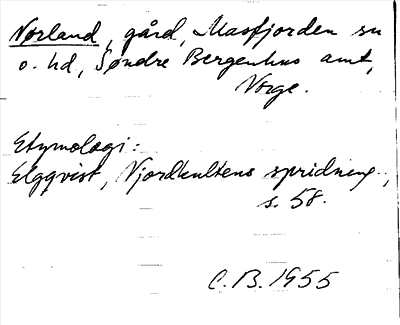 Nørland, gård, Masfjorden sn
o. hd, Søndre Bergenhus amt,
Norge.
Etymologi:
Elgqvist, Njordkultens spridning,
s. 58.
C.B. 1955